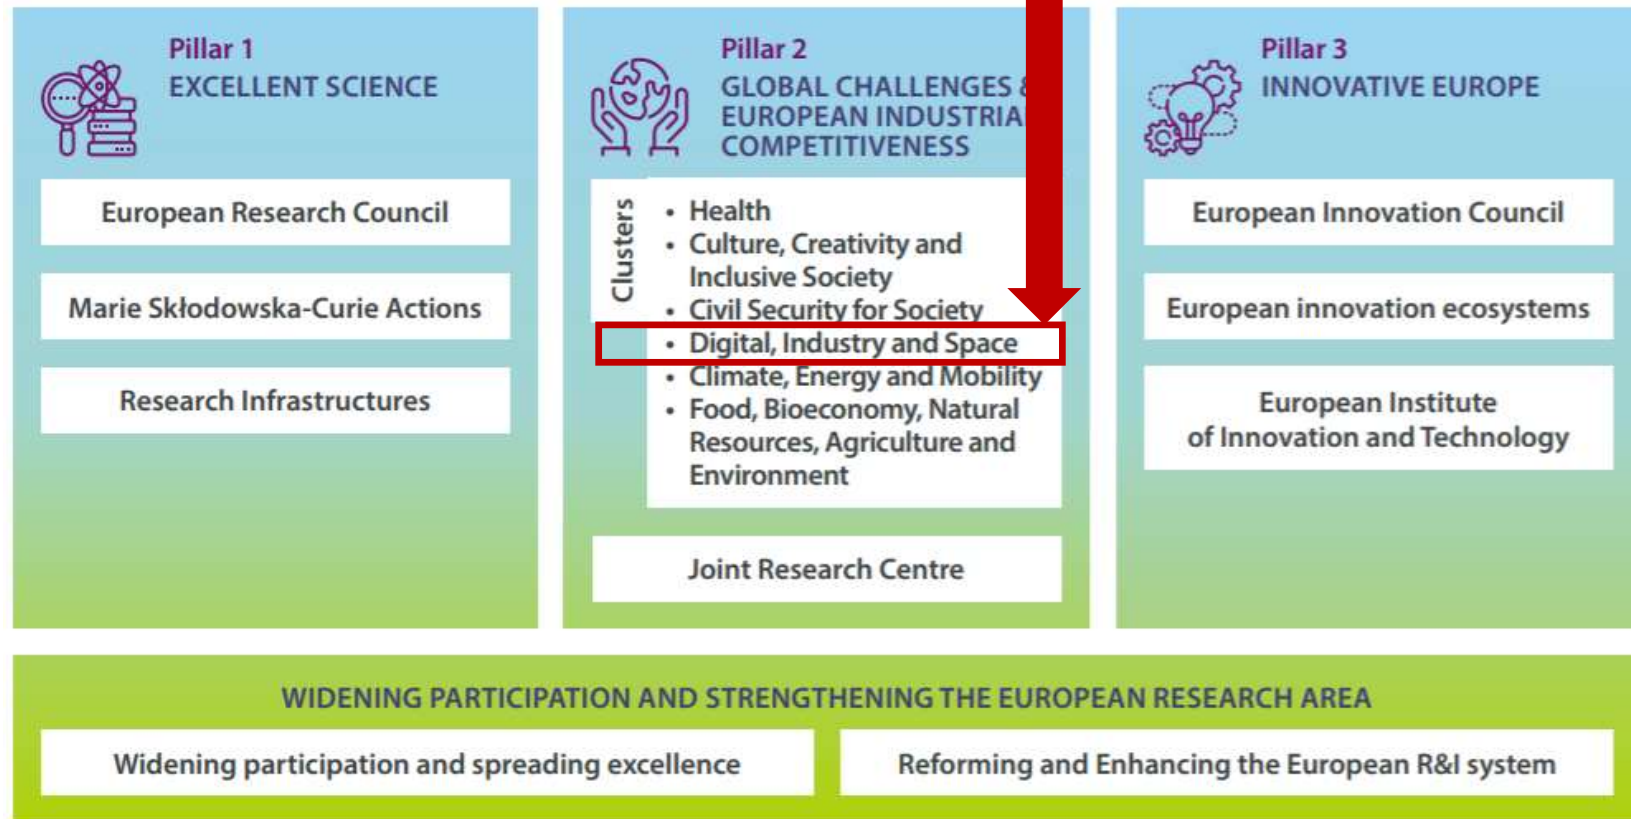 Pillar 1
EXCELLENT SCIENCE
European Research Council
Marie Skłodowska-Curie Actions
Research Infrastructures
Pillar 2
GLOBAL CHALLENGES &
EUROPEAN INDUSTRIA
COMPETITIVENESS
Clusters
• Health
• Culture, Creativity and
Inclusive Society
• Civil Security for Society
• Digital, Industry and Space
• Climate, Energy and Mobility
• Food, Bioeconomy, Natural
Resources, Agriculture and
Environment
Joint Research Centre
Pillar 3
INNOVATIVE EUROPE
European Innovation Council
European innovation ecosystems
European Institute
of Innovation and Technology
WIDENING PARTICIPATION AND STRENGTHENING THE EUROPEAN RESEARCH AREA
Widening participation and spreading excellence
Reforming and Enhancing the European R&I system